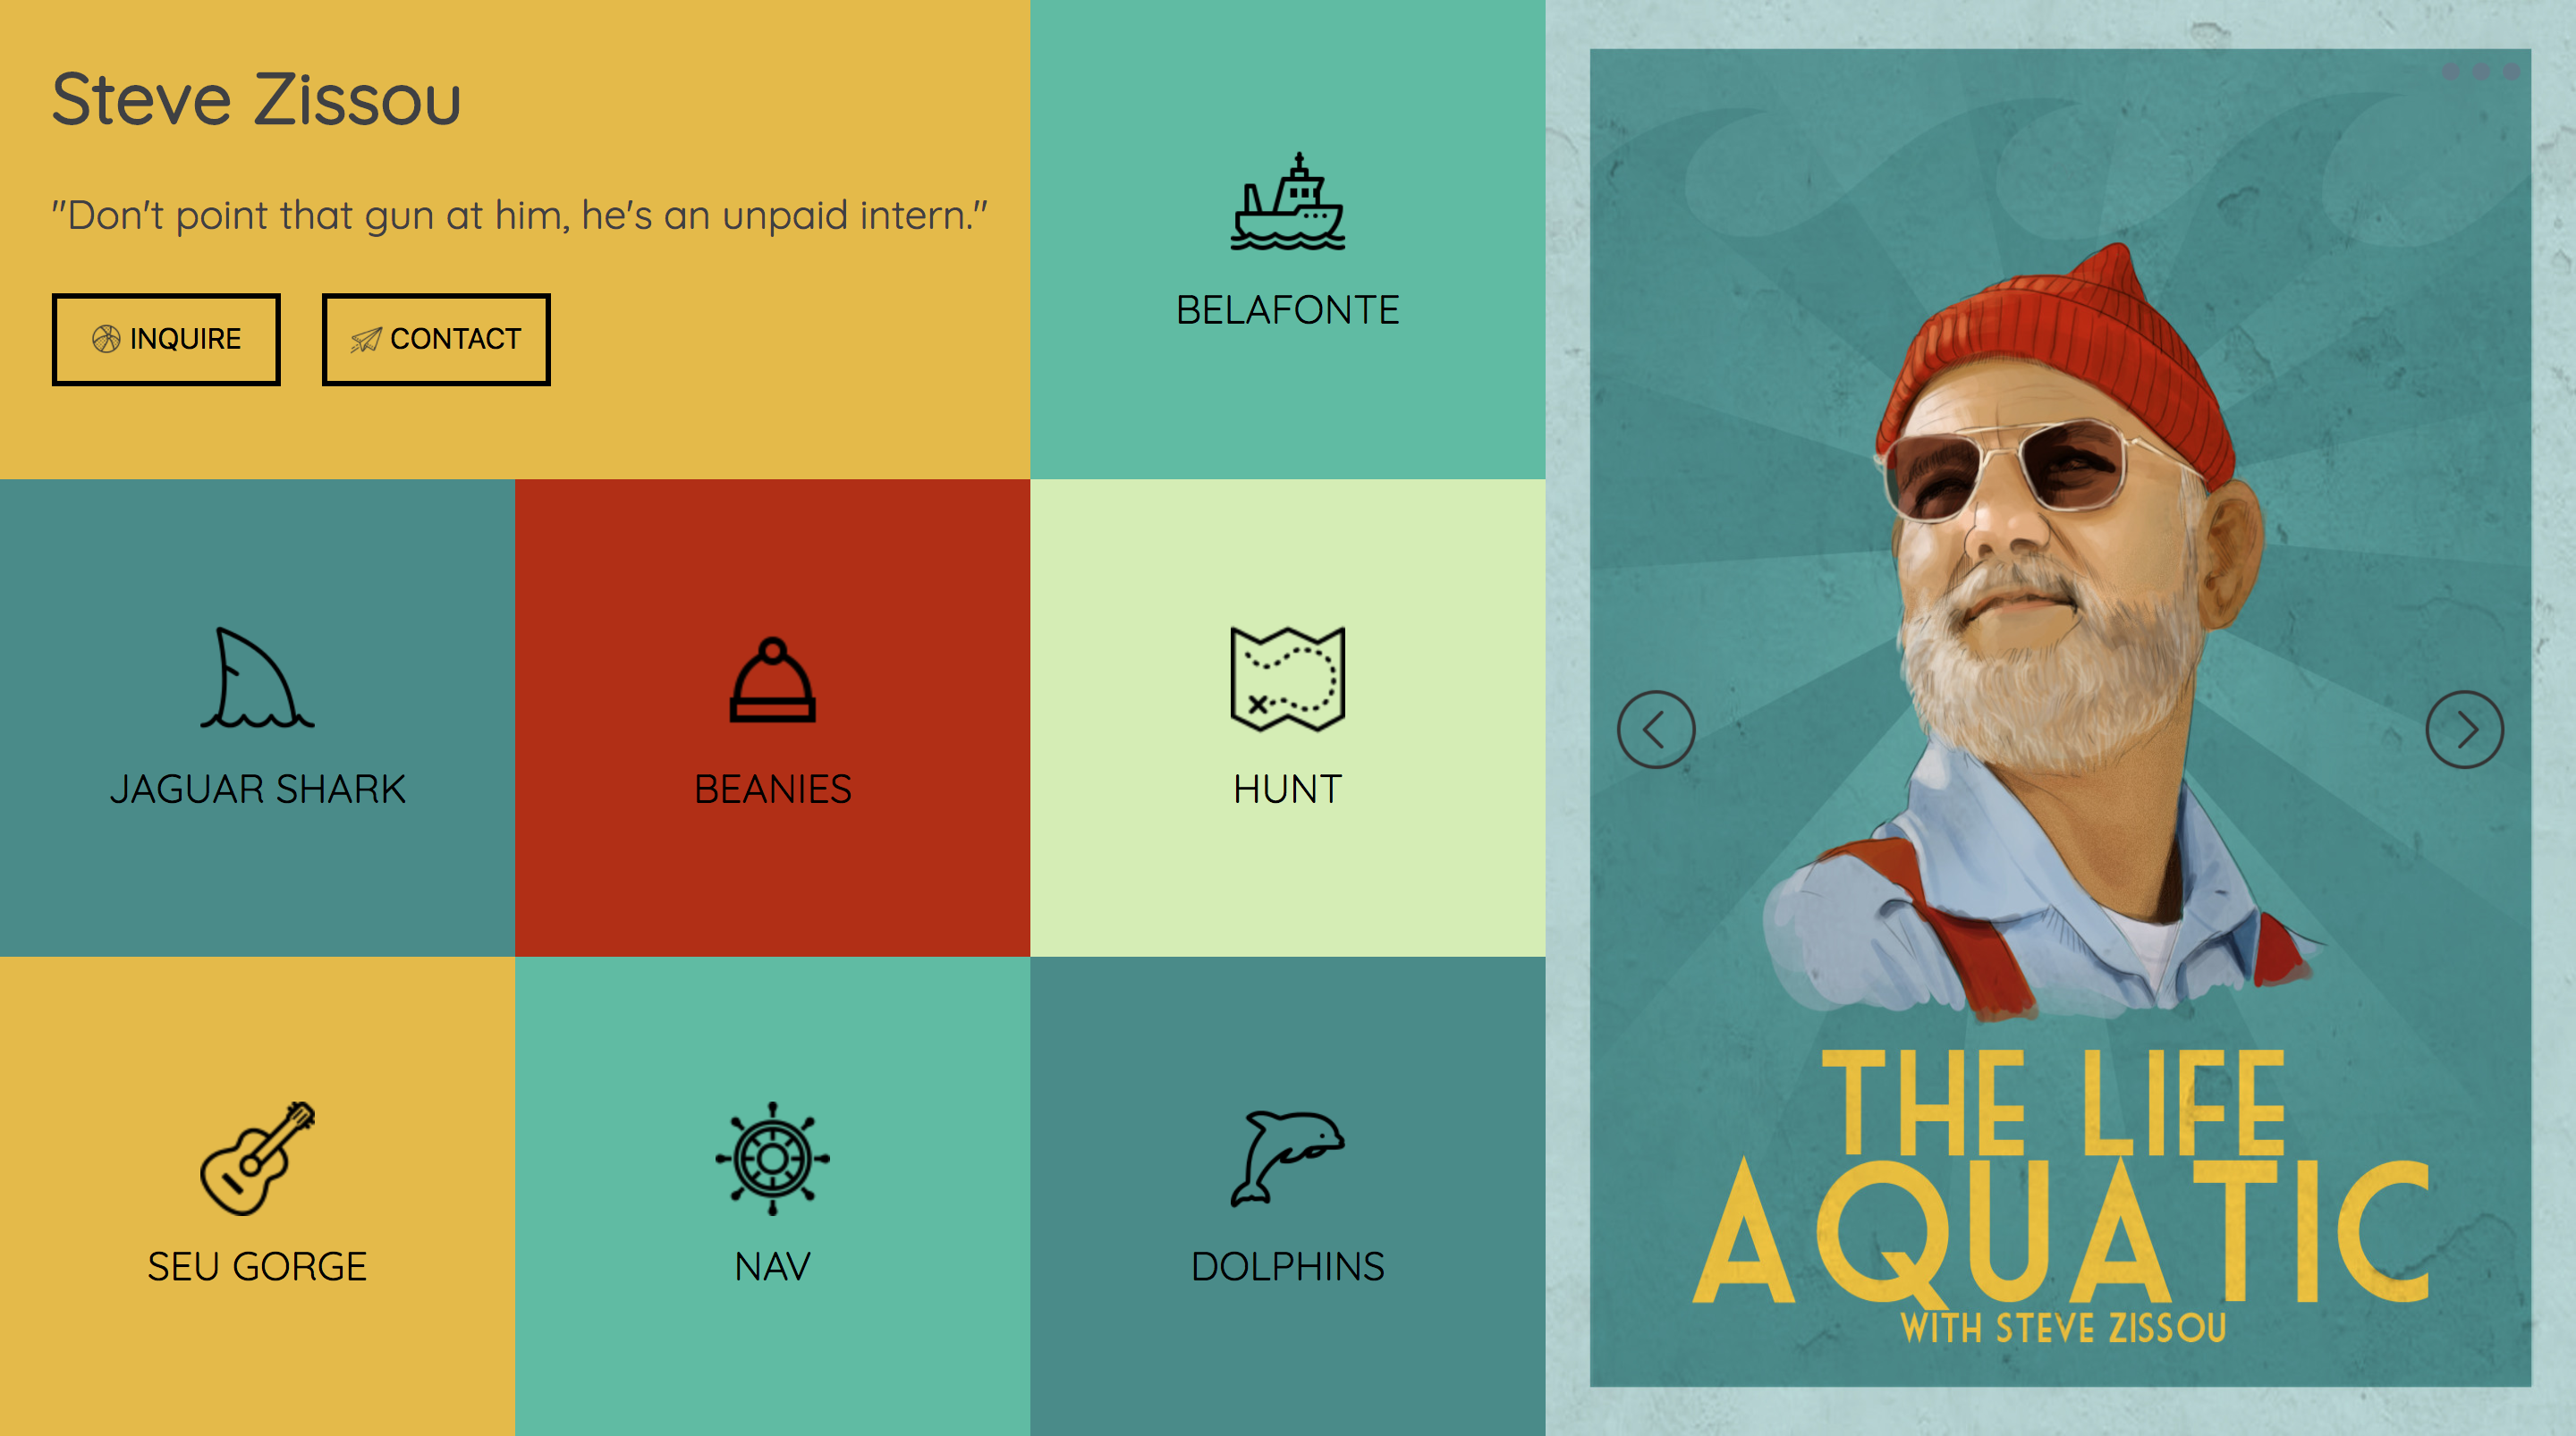 Steve Zissou
"Don't point that gun at him, he's an unpaid intern."
INQUIRE
CONTACT
BELAFONTE
JAGUAR SHARK
BEANIES
HUNT
SEU GORGE
NAV
DOLPHINS
THE LIFE
AQUATIC
WITH STEVE ZISSOU